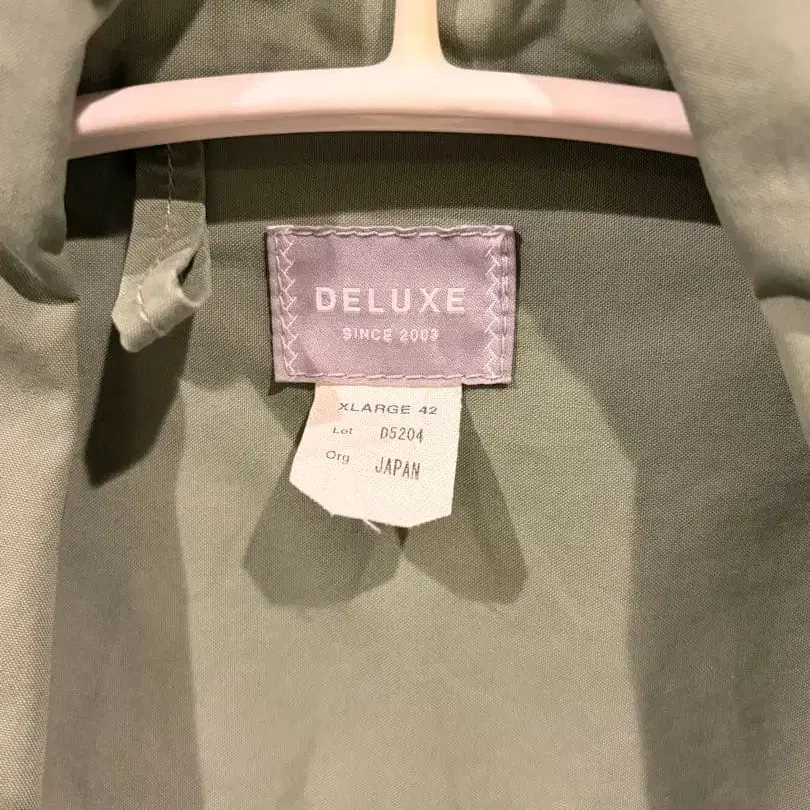 DELUXE
SINCE 2003
XLARGE 42
Lot D5204
Org JAPAN